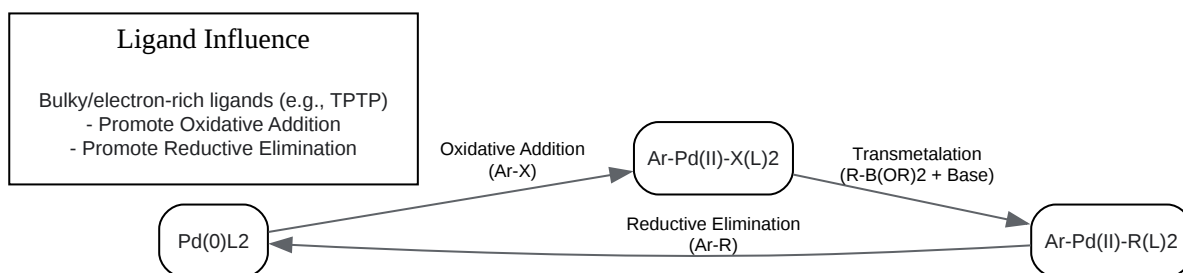 Ligand Influence
Bulky/electron-rich ligands (e.g., TPTP)
- Promote Oxidative Addition
- Promote Reductive Elimination
Oxidative Addition
(Ar-X)
Ar-Pd(II)-X(L)2
Transmetalation
(R-B(OR)2 + Base)
Pd(0)L2
Reductive Elimination
(Ar-R)
Ar-Pd(II)-R(L)2